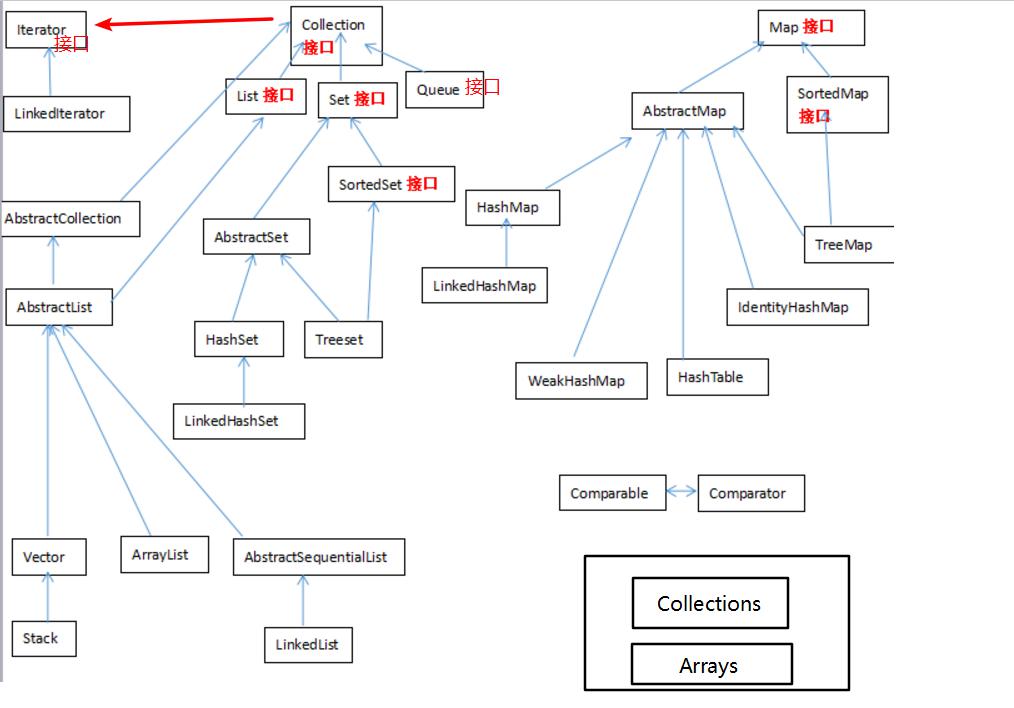 Iterator
接口
Collection
接口
Map 接口
LinkedIterator
List 接口
Set 接口
Queue 接口
AbstractMap
SortedMap
接口
SortedSet 接口
HashMap
AbstractCollection
AbstractSet
TreeMap
LinkedHashMap
AbstractList
IdentityHashMap
HashSet
Treeset
WeakHashMap
HashTable
LinkedHashSet
Comparable
Comparator
Vector
ArrayList
AbstractSequentialList
Collections
Stack
LinkedList
Arrays